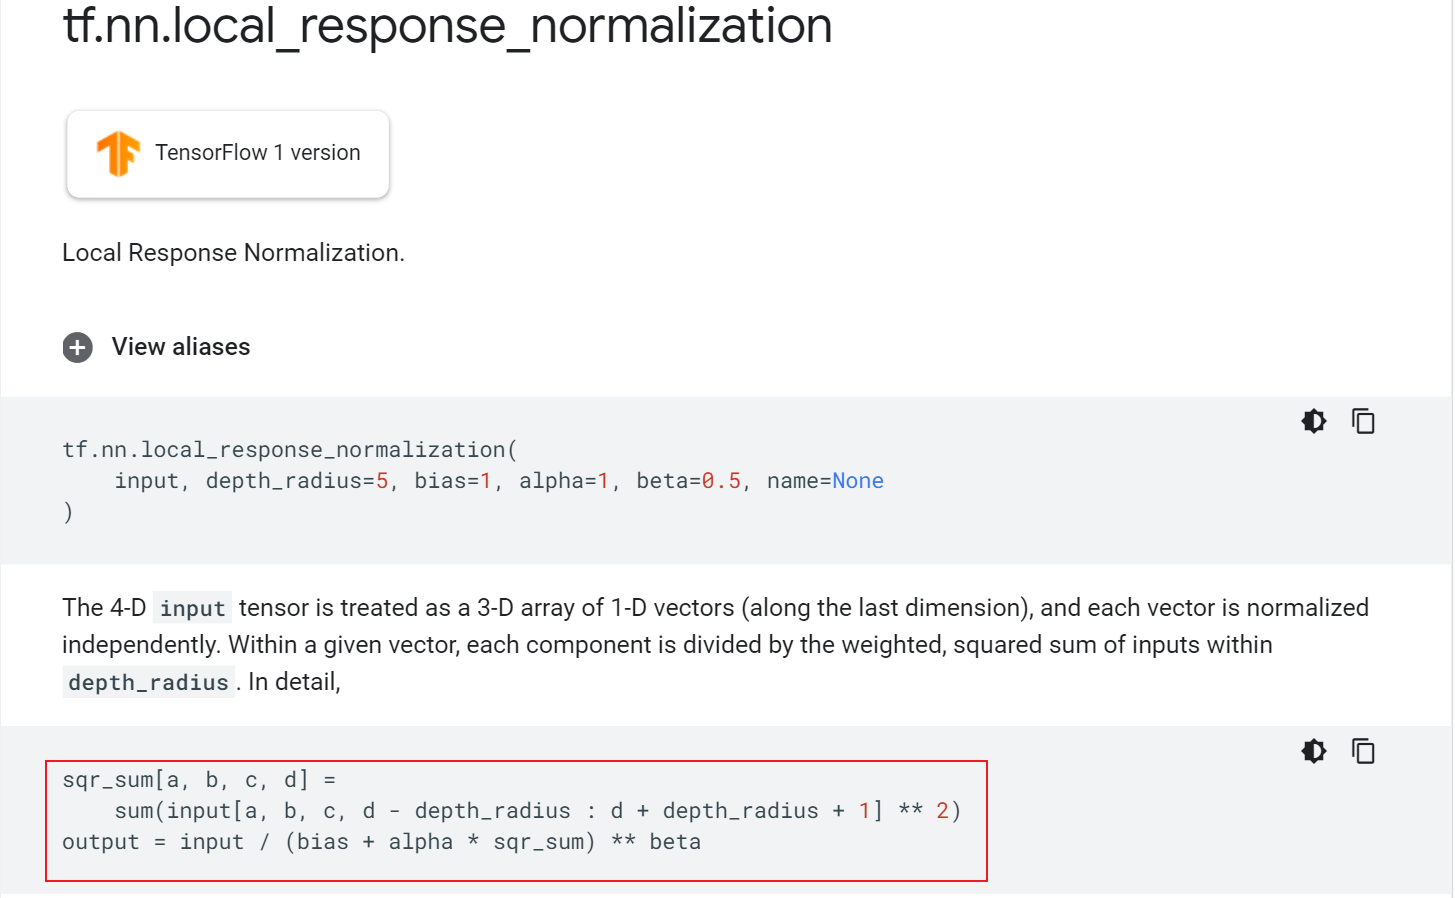 tf.nn.local_response_normalization
TensorFlow 1 version
Local Response Normalization.
View aliases
tf.nn.local_response_normalization(
    input, depth_radius=5, bias=1, alpha=1, beta=0.5, name=None
)
The 4-D input tensor is treated as a 3-D array of 1-D vectors (along the last dimension), and each vector is normalized
independently. Within a given vector, each component is divided by the weighted, squared sum of inputs within
depth_radius. In detail,
sqr_sum[a, b, c, d] =
    sum(input[a, b, c, d - depth_radius : d + depth_radius + 1] ** 2)
output = input / (bias + alpha * sqr_sum) ** beta